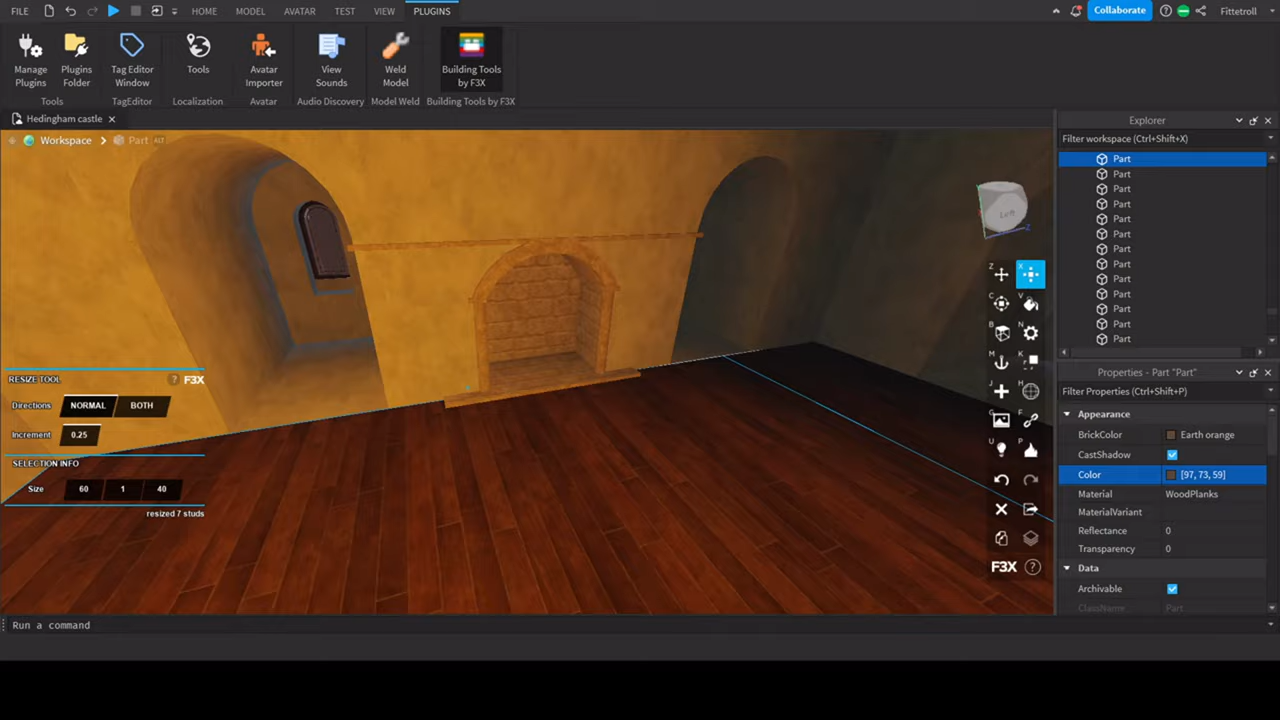 FILE HOME MODEL AVATAR TEST VIEW PLUGINS Collaborate Fittetroll
Manage Plugins
Plugins Folder
Tag Editor Window
Tools
Avatar Importer
View Sounds
Weld Model
Building Tools by F3X
Tools TagEditor Localization Avatar Audio Discovery Model Weld Building Tools by F3X
Hedingham castle
Explorer
Workspace Part ALT
Filter workspace (Ctrl+Shift+X)
Part
Part
Part
Part
Part
Part
Part
Part
Part
Part
Part
Part
Part
Left
Z
Z X
C V
B N
M K
J H
G F
U P
F3X ?
RESIZE TOOL ? F3X
Directions NORMAL BOTH
Increment 0.25
SELECTION INFO
Size 60 1 40
resized 7 studs
Properties - Part "Part"
Filter Properties (Ctrl+Shift+P)
Appearance
BrickColor Earth orange
CastShadow
Color [97, 73, 59]
Material WoodPlanks
MaterialVariant
Reflectance 0
Transparency 0
Data
Archivable
ClassName Part
Run a command